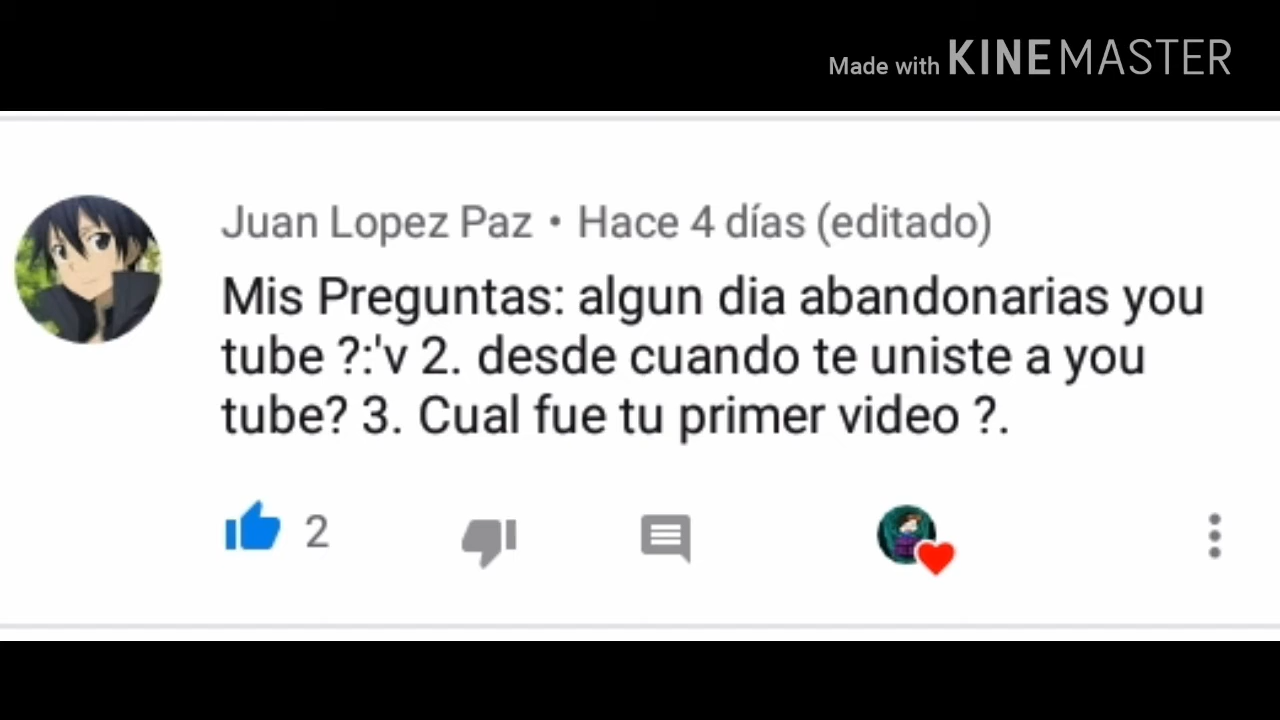 Made with KINEMASTER
Juan Lopez Paz • Hace 4 días (editado)
Mis Preguntas: algun dia abandonarias you
tube ?:'v 2. desde cuando te uniste a you
tube? 3. Cual fue tu primer video ?.
2